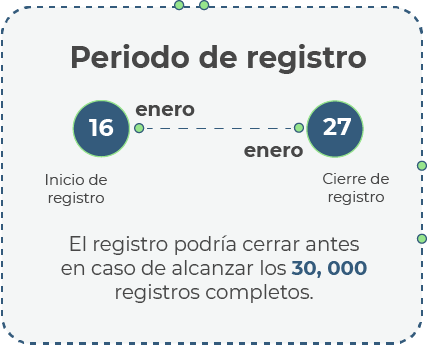 Periodo de registro
16 enero
27
enero
Inicio de
registro
Cierre de
registro
El registro podría cerrar antes
en caso de alcanzar los 30, 000
registros completos.